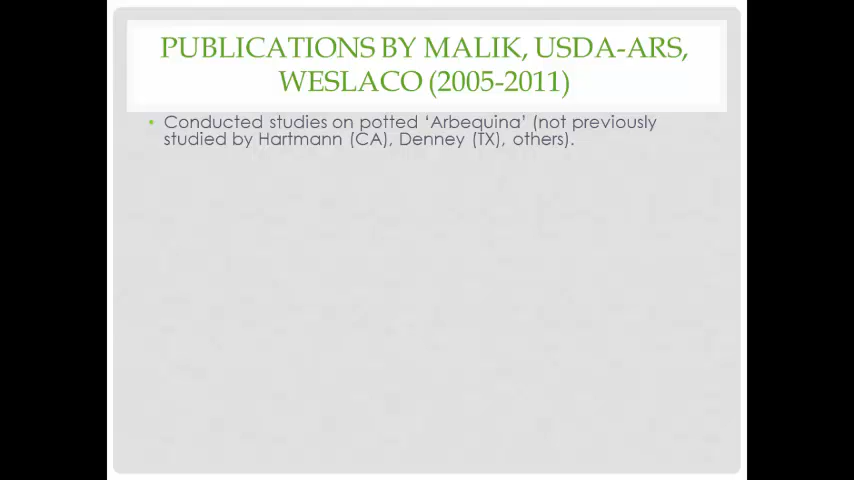 PUBLICATIONS BY MALIK, USDA-ARS,
WESLACO (2005-2011)
• Conducted studies on potted ‘Arbequina’ (not previously
studied by Hartmann (CA), Denney (TX), others).